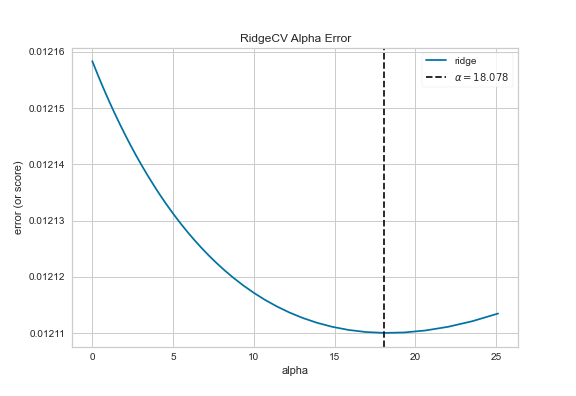 RidgeCV Alpha Error
0.01216
0.01215
0.01214
0.01213
0.01212
0.01211
error (or score)
ridge
α = 18.078
0 5 10 15 20 25
alpha